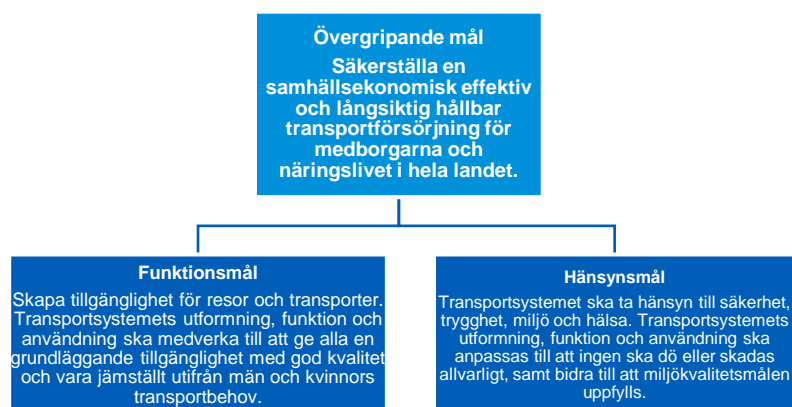 Övergripande mål
Säkerställa en
samhällsekonomisk effektiv
och långsiktig hållbar
transportförsörjning för
medborgarna och
näringslivet i hela landet.
Funktionsmål
Skapa tillgänglighet för resor och transporter.
Transportsystemets utformning, funktion och
användning ska medverka till att ge alla en
grundläggande tillgänglighet med god kvalitet
och vara jämställt utifrån män och kvinnors
transportbehov.
Hänsynsmål
Transportsystemet ska ta hänsyn till säkerhet,
trygghet, miljö och hälsa. Transportsystemets
utformning, funktion och användning ska
anpassas till att ingen ska dö eller skadas
allvarligt, samt bidra till att miljökvalitetsmålen
uppfylls.